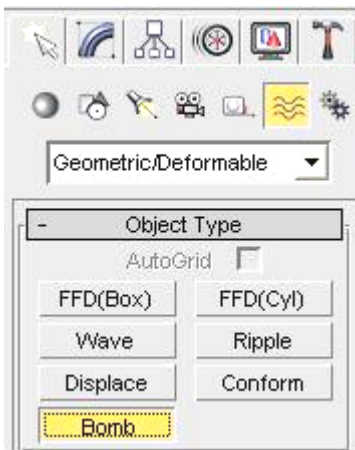 Geometric/Deformable
- Object Type
AutoGrid
FFD(Box) FFD(Cyl)
Wave Ripple
Displace Conform
Bomb